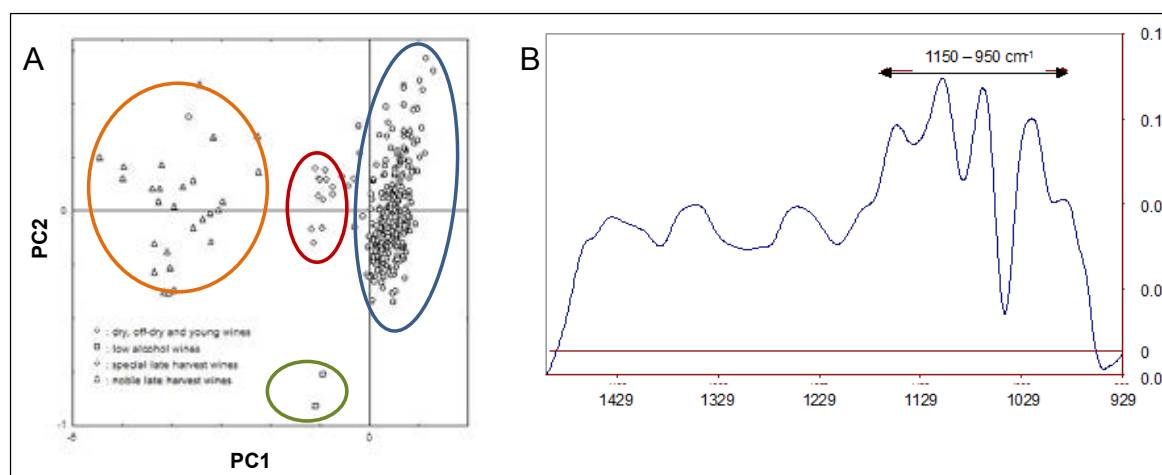 A
PC2
0
-1
-5
0
PC1
◇ : dry, off-dry and young wines
□ : low alcohol wines
◇ : special late harvest wines
△ : noble late harvest wines
B
1150 – 950 cm⁻¹
0.1
0.1
0.0
0.0
0
0.0
1429
1329
1229
1129
1029
929